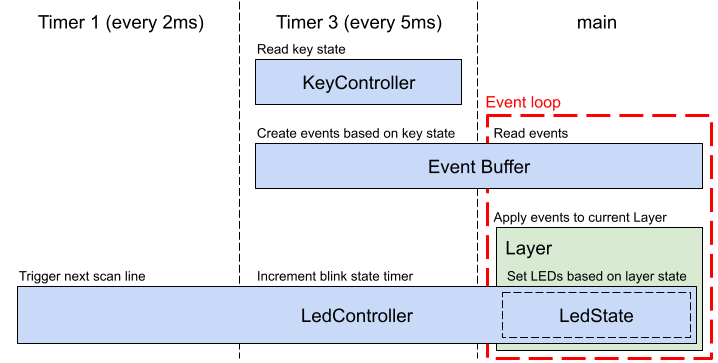 Timer 1 (every 2ms)
Timer 3 (every 5ms)
main
Read key state
KeyController
Event loop
Create events based on key state
Read events
Event Buffer
Apply events to current Layer
Layer
Trigger next scan line
Increment blink state timer
Set LEDs based on layer state
LedController
LedState